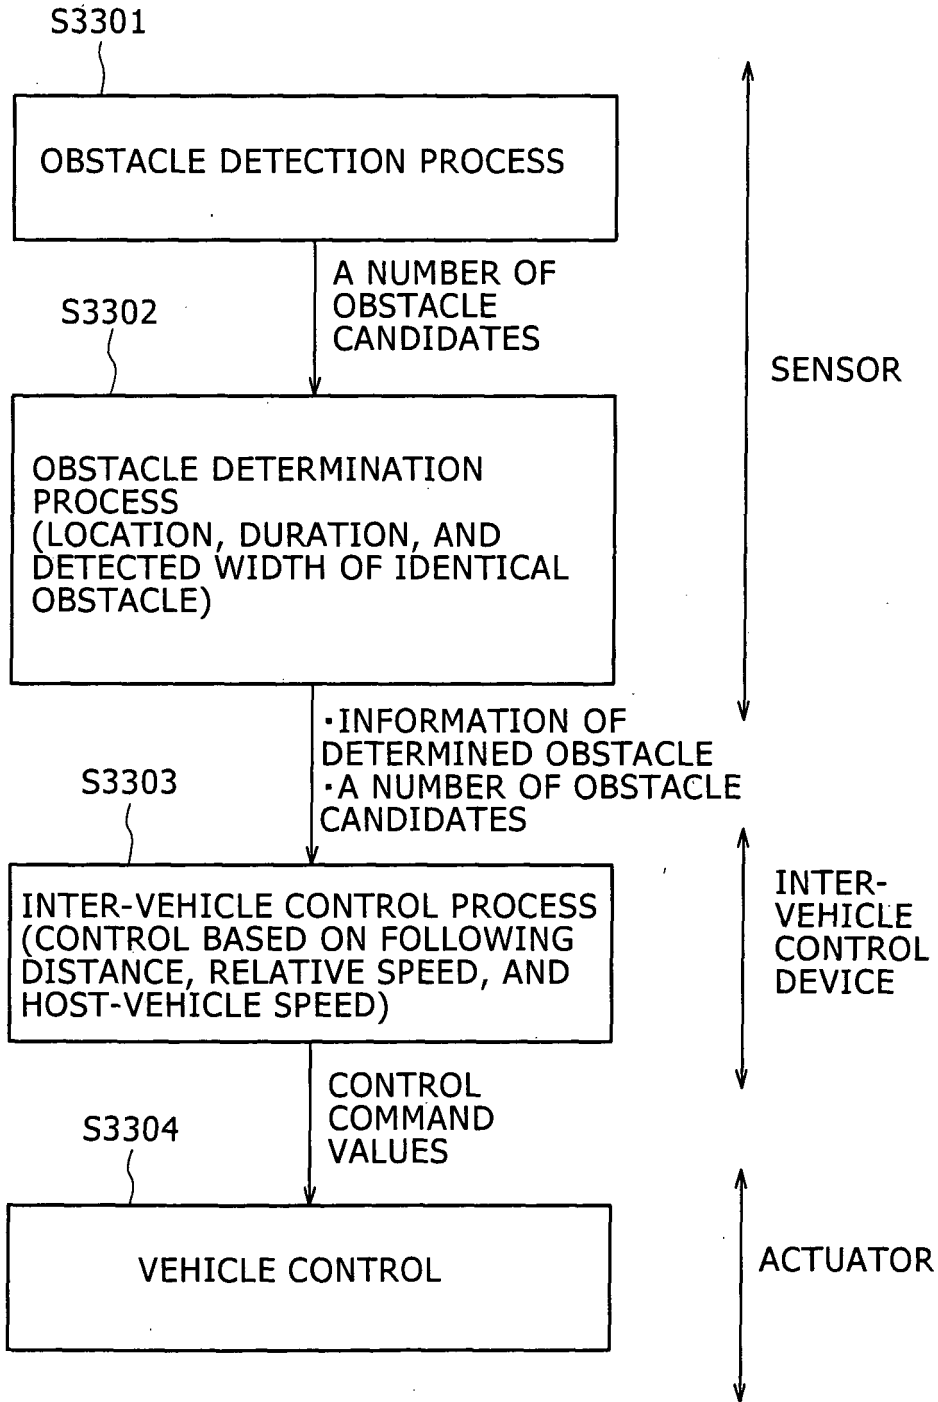 S3301
OBSTACLE DETECTION PROCESS
A NUMBER OF
OBSTACLE
CANDIDATES
S3302
SENSOR
OBSTACLE DETERMINATION
PROCESS
(LOCATION, DURATION, AND
DETECTED WIDTH OF IDENTICAL
OBSTACLE)
·INFORMATION OF
DETERMINED OBSTACLE
·A NUMBER OF OBSTACLE
CANDIDATES
S3303
INTER-VEHICLE CONTROL PROCESS
(CONTROL BASED ON FOLLOWING
DISTANCE, RELATIVE SPEED, AND
HOST-VEHICLE SPEED)
INTER-
VEHICLE
CONTROL
DEVICE
CONTROL
COMMAND
VALUES
S3304
VEHICLE CONTROL
ACTUATOR